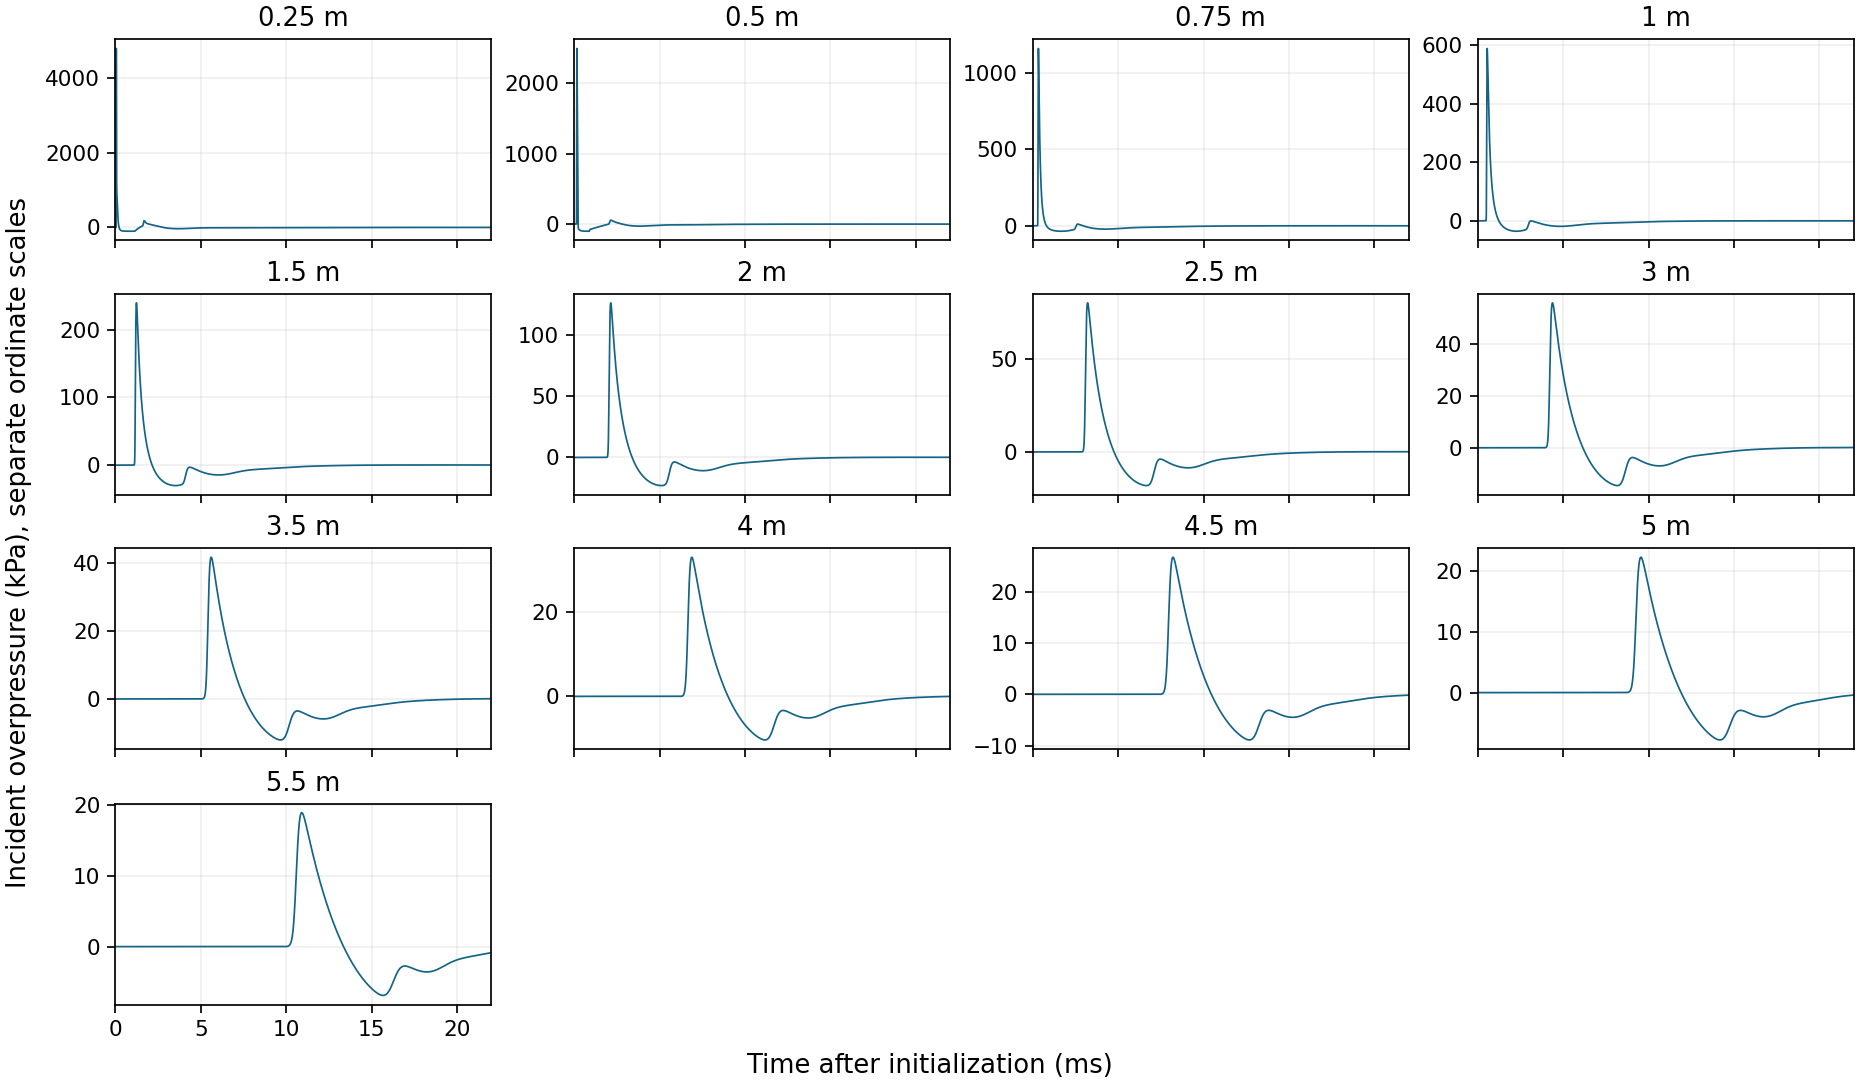 Incident overpressure (kPa), separate ordinate scales
0.25 m
4000
2000
0
0.5 m
2000
1000
0
0.75 m
1000
500
0
1 m
600
400
200
0
1.5 m
200
100
0
2 m
100
50
0
2.5 m
50
0
3 m
40
20
0
3.5 m
40
20
0
4 m
20
0
4.5 m
20
10
0
−10
5 m
20
10
0
5.5 m
20
10
0
0 5 10 15 20
Time after initialization (ms)